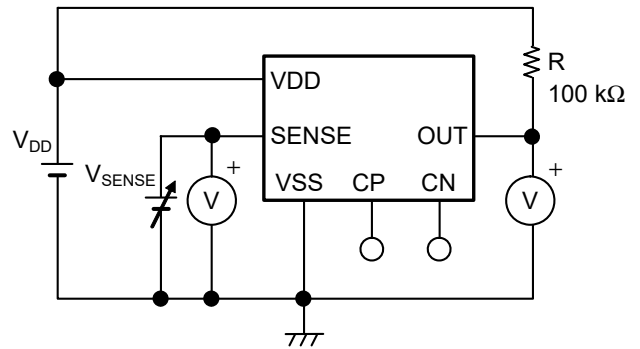 VDD
R
100 kΩ
VDD
SENSE
OUT
VSENSE
+
V
VSS
CP
CN
+
V